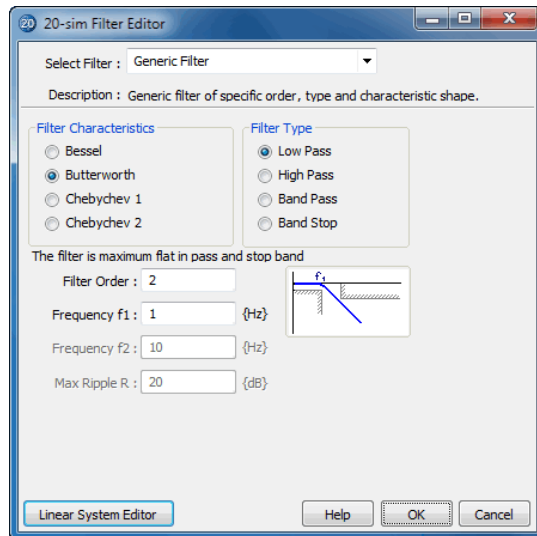 20 20-sim Filter Editor
Select Filter : Generic Filter
Description : Generic filter of specific order, type and characteristic shape.
Filter Characteristics
Bessel
Butterworth
Chebychev 1
Chebychev 2
Filter Type
Low Pass
High Pass
Band Pass
Band Stop
The filter is maximum flat in pass and stop band
Filter Order : 2
Frequency f1 : 1 {Hz}
Frequency f2 : 10 {Hz}
Max Ripple R : 20 {dB}
f1
Linear System Editor
Help
OK
Cancel